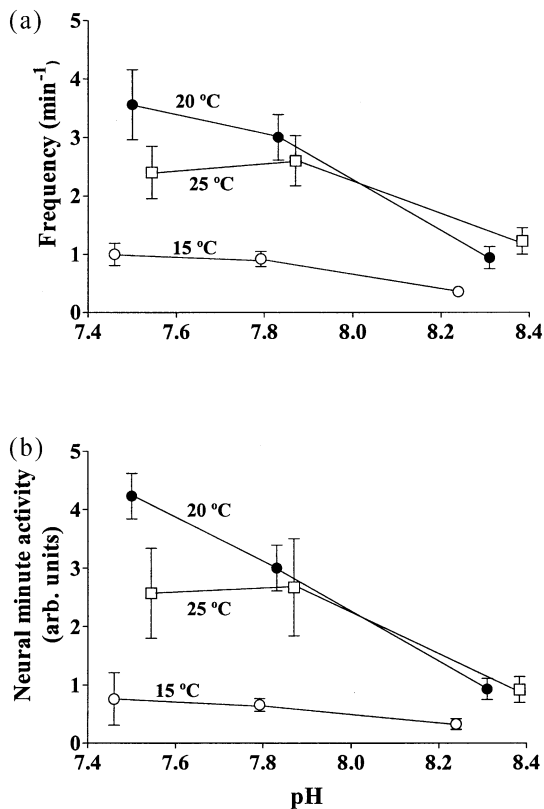 (a)
Frequency (min⁻¹)
5
4
3
2
1
0
20 ºC
25 ºC
15 ºC
7.4 7.6 7.8 8.0 8.2 8.4
(b)
Neural minute activity
(arb. units)
5
4
3
2
1
0
20 ºC
25 ºC
15 ºC
7.4 7.6 7.8 8.0 8.2 8.4
pH